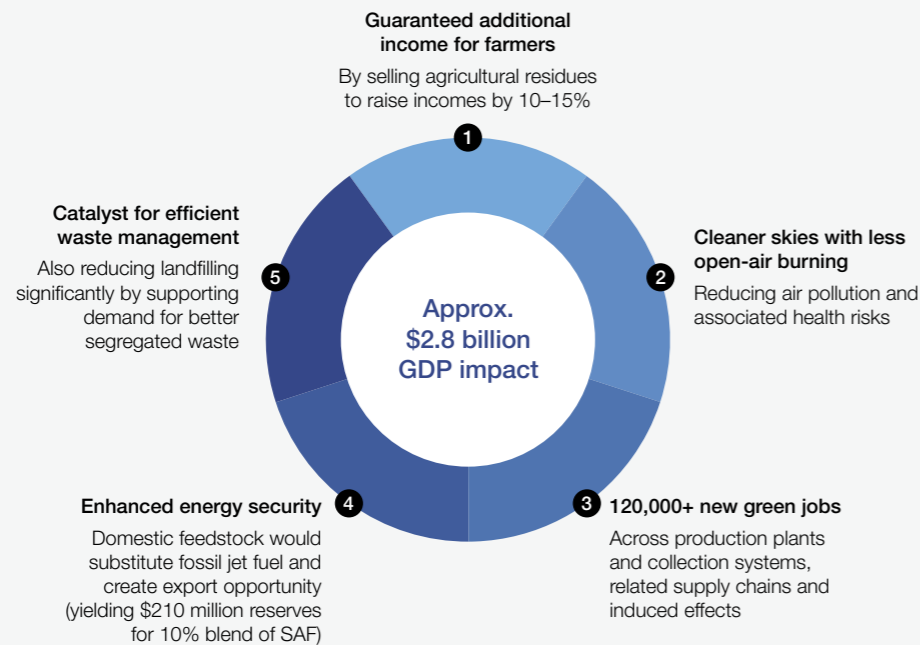 Guaranteed additional
income for farmers
By selling agricultural residues
to raise incomes by 10–15%
1
Cleaner skies with less
open-air burning
Reducing air pollution and
associated health risks
2
120,000+ new green jobs
Across production plants
and collection systems,
related supply chains and
induced effects
3
Enhanced energy security
Domestic feedstock would
substitute fossil jet fuel and
create export opportunity
(yielding $210 million reserves
for 10% blend of SAF)
4
Catalyst for efficient
waste management
Also reducing landfilling
significantly by supporting
demand for better
segregated waste
5
Approx.
$2.8 billion
GDP impact